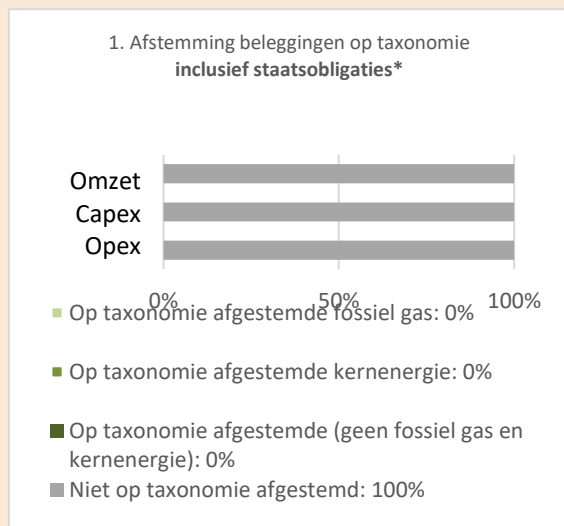 1. Afstemming beleggingen op taxonomie
inclusief staatsobligaties*
Omzet
Capex
Opex
0%
50%
100%
Op taxonomie afgestemde fossiel gas: 0%
Op taxonomie afgestemde kernenergie: 0%
Op taxonomie afgestemde (geen fossiel gas en
kernenergie): 0%
Niet op taxonomie afgestemd: 100%